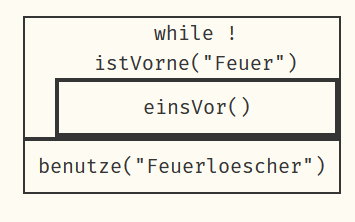 while !
istVorne("Feuer")
einsVor()
benutze("Feuerloescher")